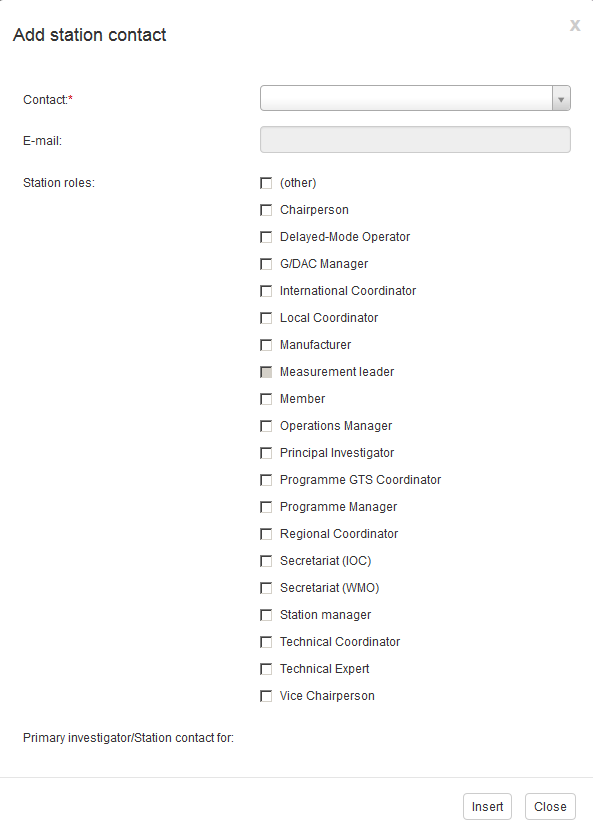 Add station contact
x
Contact:*
E-mail:
Station roles:
(other)
Chairperson
Delayed-Mode Operator
G/DAC Manager
International Coordinator
Local Coordinator
Manufacturer
Measurement leader
Member
Operations Manager
Principal Investigator
Programme GTS Coordinator
Programme Manager
Regional Coordinator
Secretariat (IOC)
Secretariat (WMO)
Station manager
Technical Coordinator
Technical Expert
Vice Chairperson
Primary investigator/Station contact for:
Insert Close